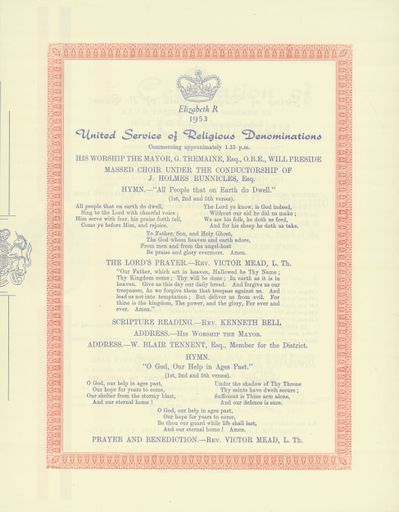 Elizabeth R
1953
United Service of Religious Denominations
Commencing approximately 1.35 p.m.
HIS WORSHIP THE MAYOR, G. TREMAINE, Esq., O.B.E., WILL PRESIDE
MASSED CHOIR UNDER THE CONDUCTORSHIP OF
J. HOLMES RUNNICLES, Esq.
HYMN.—"All People that on Earth do Dwell."
(1st, 2nd and 5th verses).
All people that on earth do dwell,
Sing to the Lord with cheerful voice;
Him serve with fear, his praise forth tell,
Come ye before Him, and rejoice.
The Lord ye know, is God indeed,
Without our aid he did us make;
We are his folk, he doth us feed,
And for his sheep he doth us take.
To Father, Son, and Holy Ghost,
The God whom heaven and earth adore,
From men and from the angel-host
Be praise and glory evermore. Amen.
THE LORD'S PRAYER.—Rev. VICTOR MEAD, L. Th.
"Our Father, which art in heaven, Hallowed be Thy Name;
Thy Kingdom come; Thy will be done; In earth as it is in
heaven. Give us this day our daily bread. And forgive us our
trespasses, As we forgive them that trespass against us. And
lead us not into temptation; But deliver us from evil. For
thine is the kingdom, The power, and the glory, For ever and
ever. Amen."
SCRIPTURE READING.—Rev. KENNETH BELL
ADDRESS.—His Worship the Mayor.
ADDRESS.—W. BLAIR TENNENT, Esq., Member for the District.
HYMN.
"O God, Our Help in Ages Past."
(1st, 2nd and 5th verses).
O God, our help in ages past,
Our hope for years to come,
Our shelter from the stormy blast,
And our eternal home!
Under the shadow of Thy Throne
Thy saints have dwelt secure;
Sufficient is Thine arm alone,
And our defence is sure.
O God, our help in ages past,
Our hope for years to come,
Be thou our guard while life shall last,
And our eternal home! Amen.
PRAYER AND BENEDICTION.—Rev. VICTOR MEAD, L. Th.